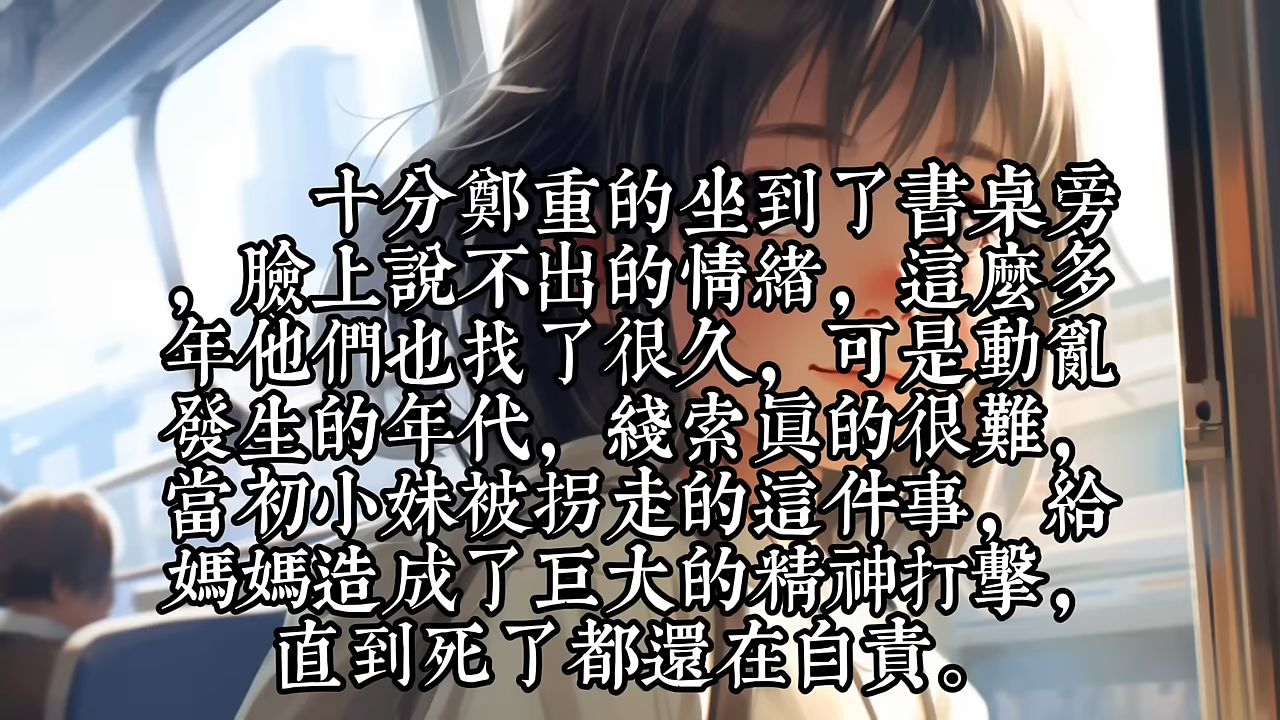 十分鄭重的坐到了書桌旁
，臉上說不出的情緒，這麼多
年他們也找了很久，可是動亂
發生的年代，綫索眞的很難，
當初小妹被拐走的這件事，給
媽媽造成了巨大的精神打擊，
直到死了都還在自責。